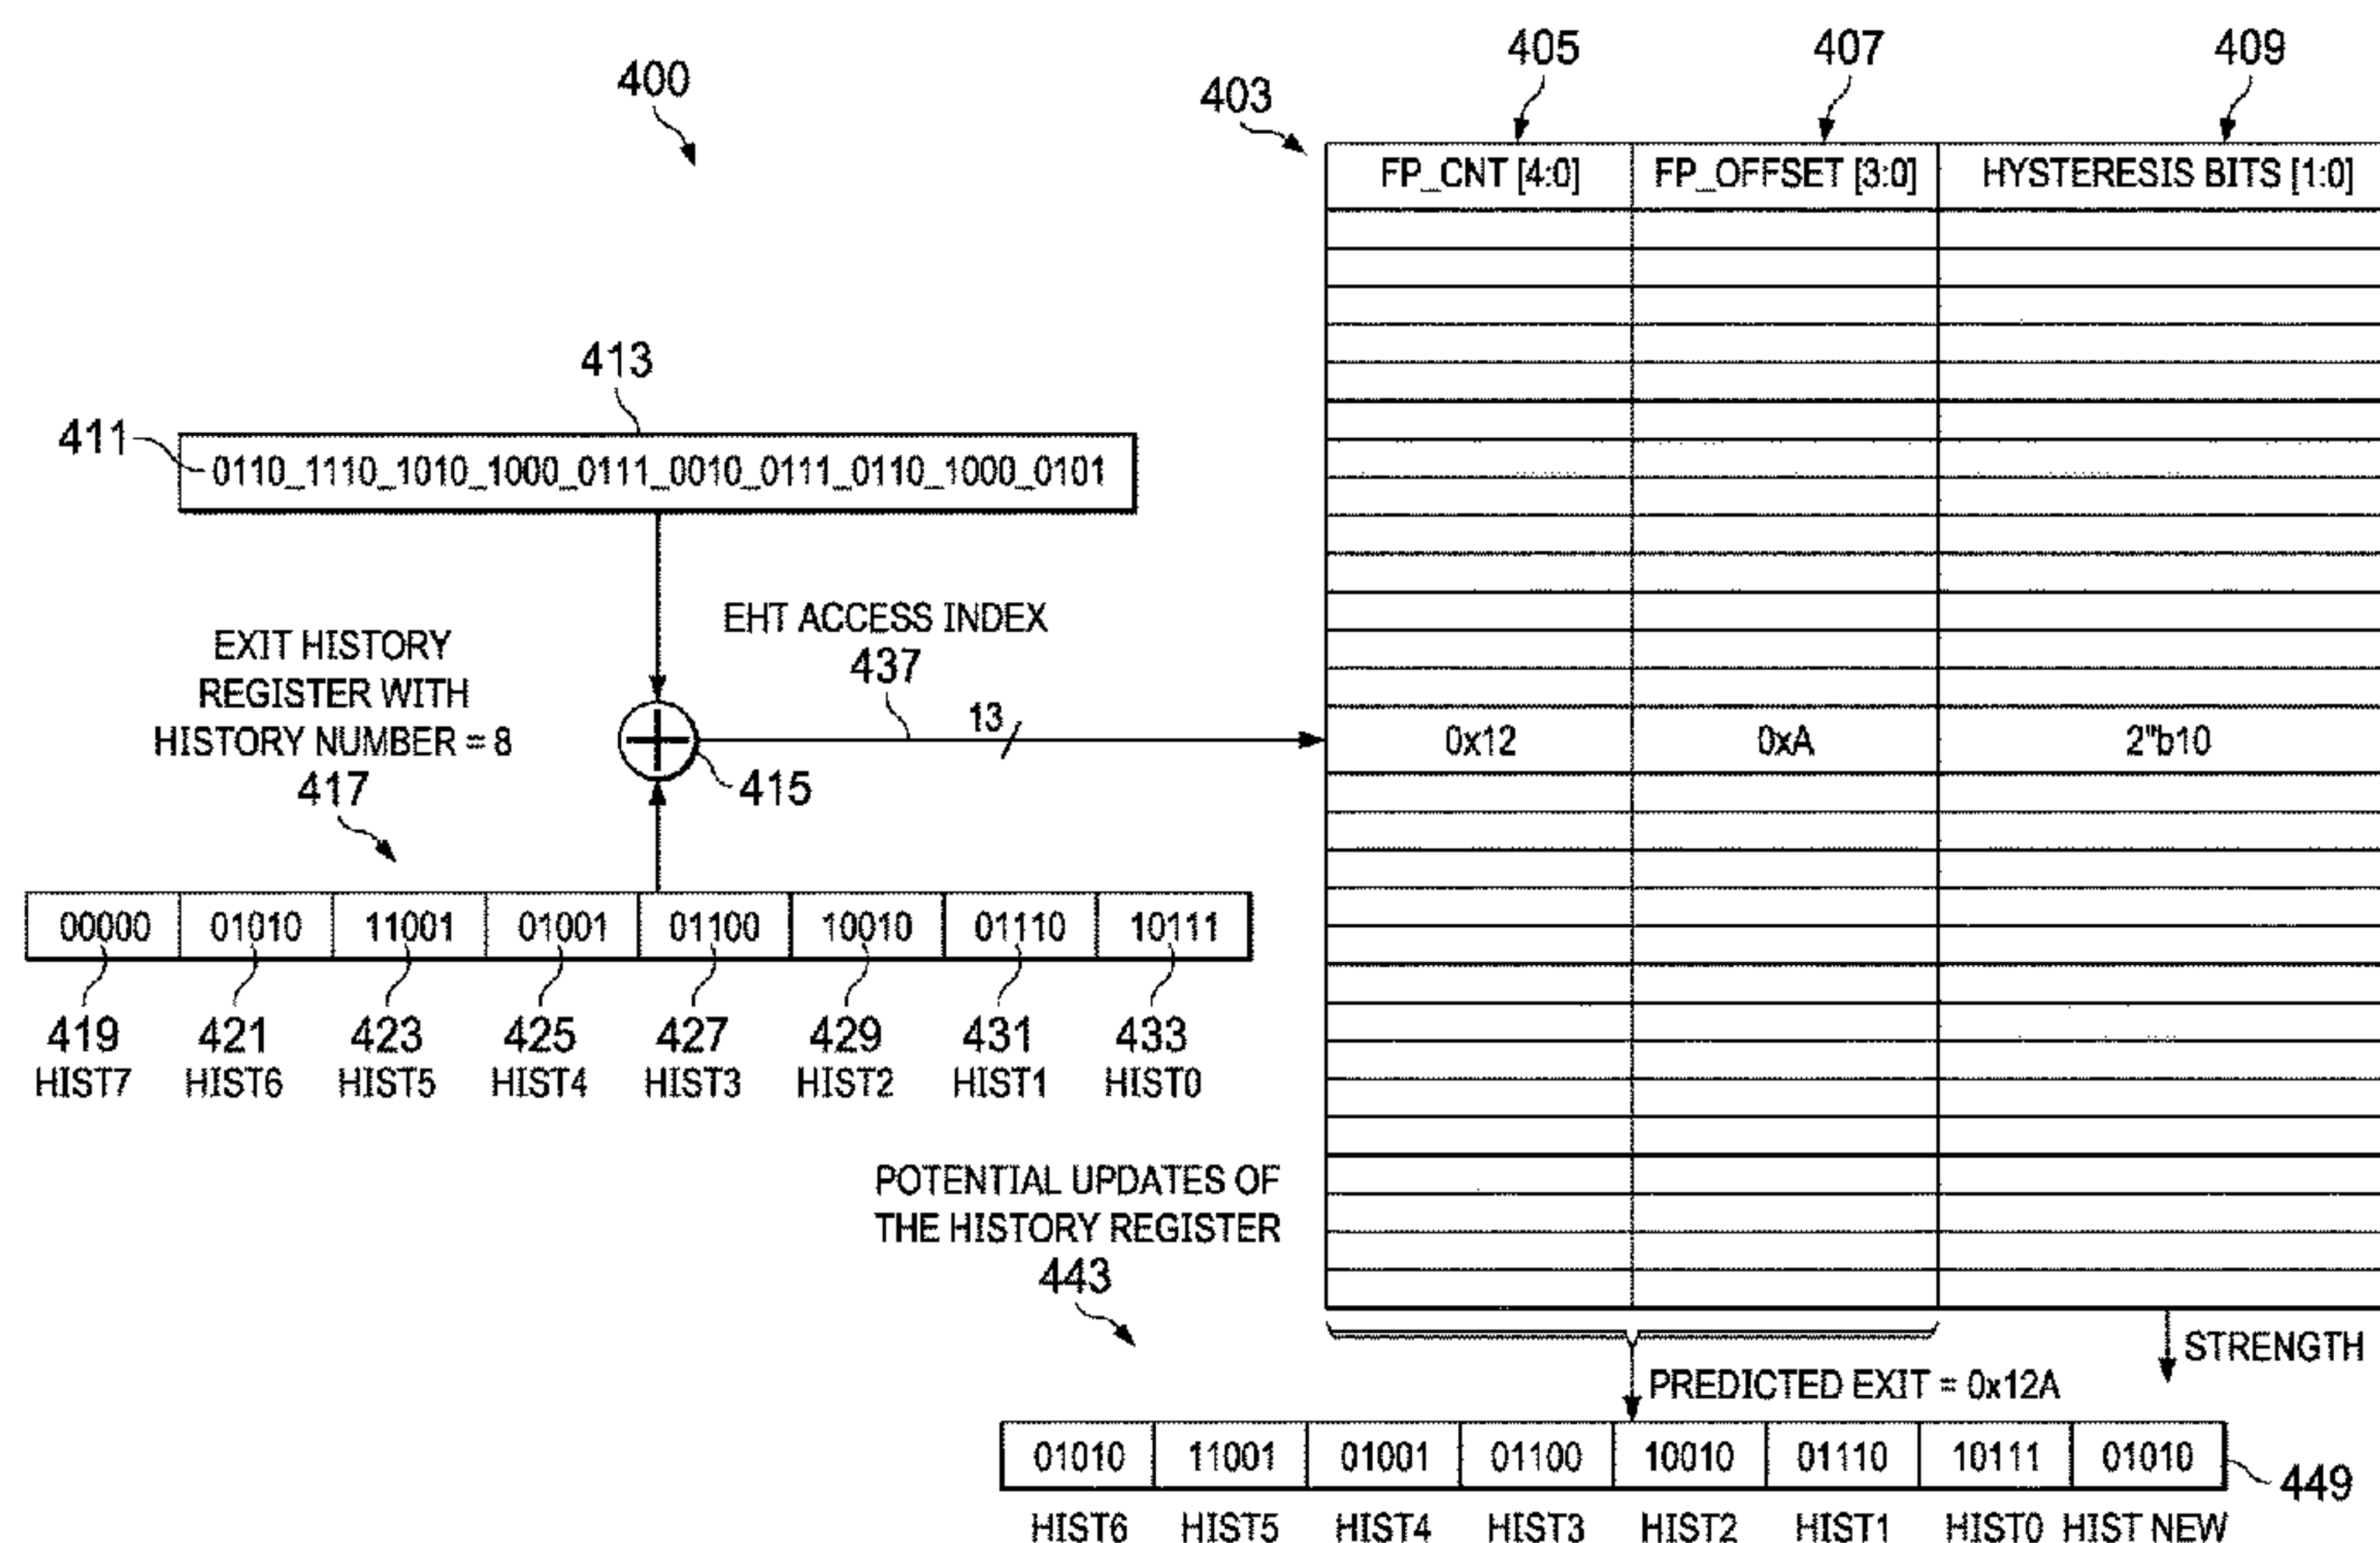 400
403
405
407
409
FP_CNT [4:0] FP_OFFSET [3:0] HYSTERESIS BITS [1:0]
413
411
0110_1110_1010_1000_0111_0010_0111_0110_1000_0101
EXIT HISTORY
REGISTER WITH
HISTORY NUMBER = 8
417
EHT ACCESS INDEX
437
13
415
0x12 0xA 2"b10
00000 01010 11001 01001 01100 10010 01110 10111
419 421 423 425 427 429 431 433
HIST7 HIST6 HIST5 HIST4 HIST3 HIST2 HIST1 HIST0
POTENTIAL UPDATES OF
THE HISTORY REGISTER
443
STRENGTH
PREDICTED EXIT = 0x12A
01010 11001 01001 01100 10010 01110 10111 01010
449
HIST6 HIST5 HIST4 HIST3 HIST2 HIST1 HIST0 HIST NEW